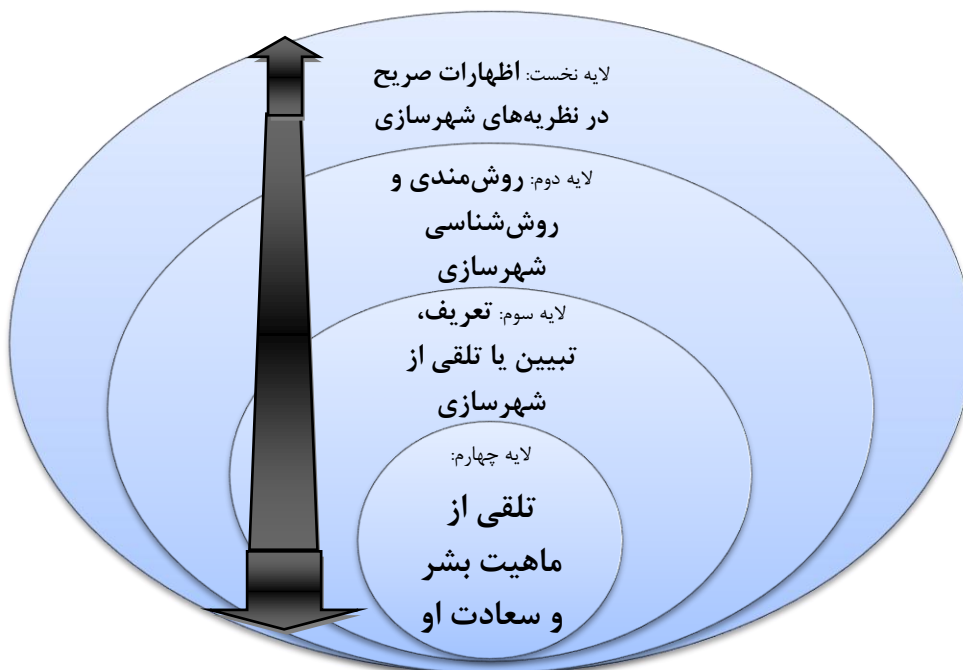 لایه نخست: اظهارات صریح
در نظریه‌های شهرسازی
لایه دوم: روش‌مندی و
روش‌شناسی
شهرسازی
لایه سوم: تعریف،
تبیین یا تلقی از
شهرسازی
لایه چهارم:
تلقی از
ماهیت بشر
و سعادت او